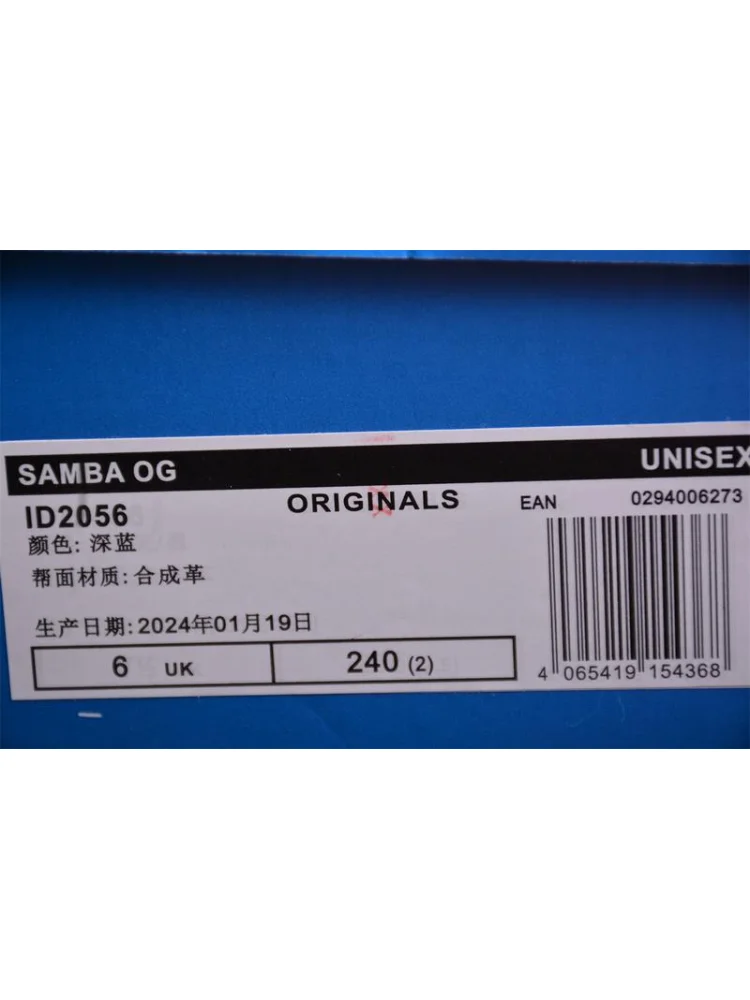 SAMBA OG UNISEX
ID2056 ORIGINALS EAN 0294006273
颜色: 深蓝
帮面材质: 合成革
生产日期: 2024年01月19日
6 UK 240 (2)
4 065419 154368